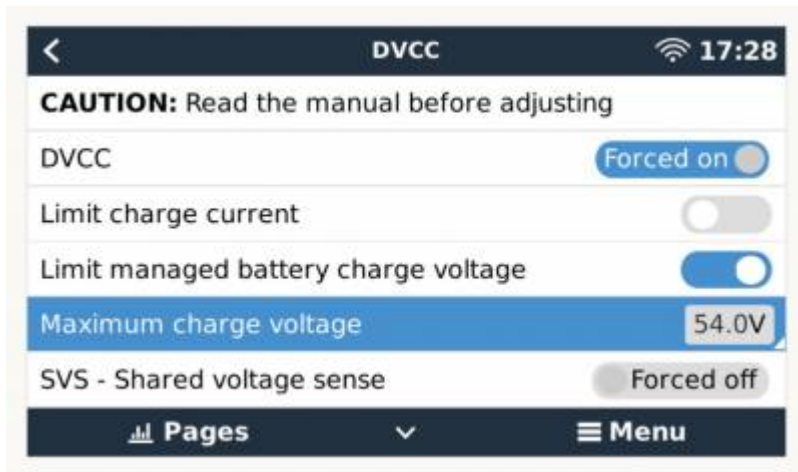 DVCC 17:28
CAUTION: Read the manual before adjusting
DVCC Forced on
Limit charge current
Limit managed battery charge voltage
Maximum charge voltage 54.0V
SVS - Shared voltage sense Forced off
Pages Menu